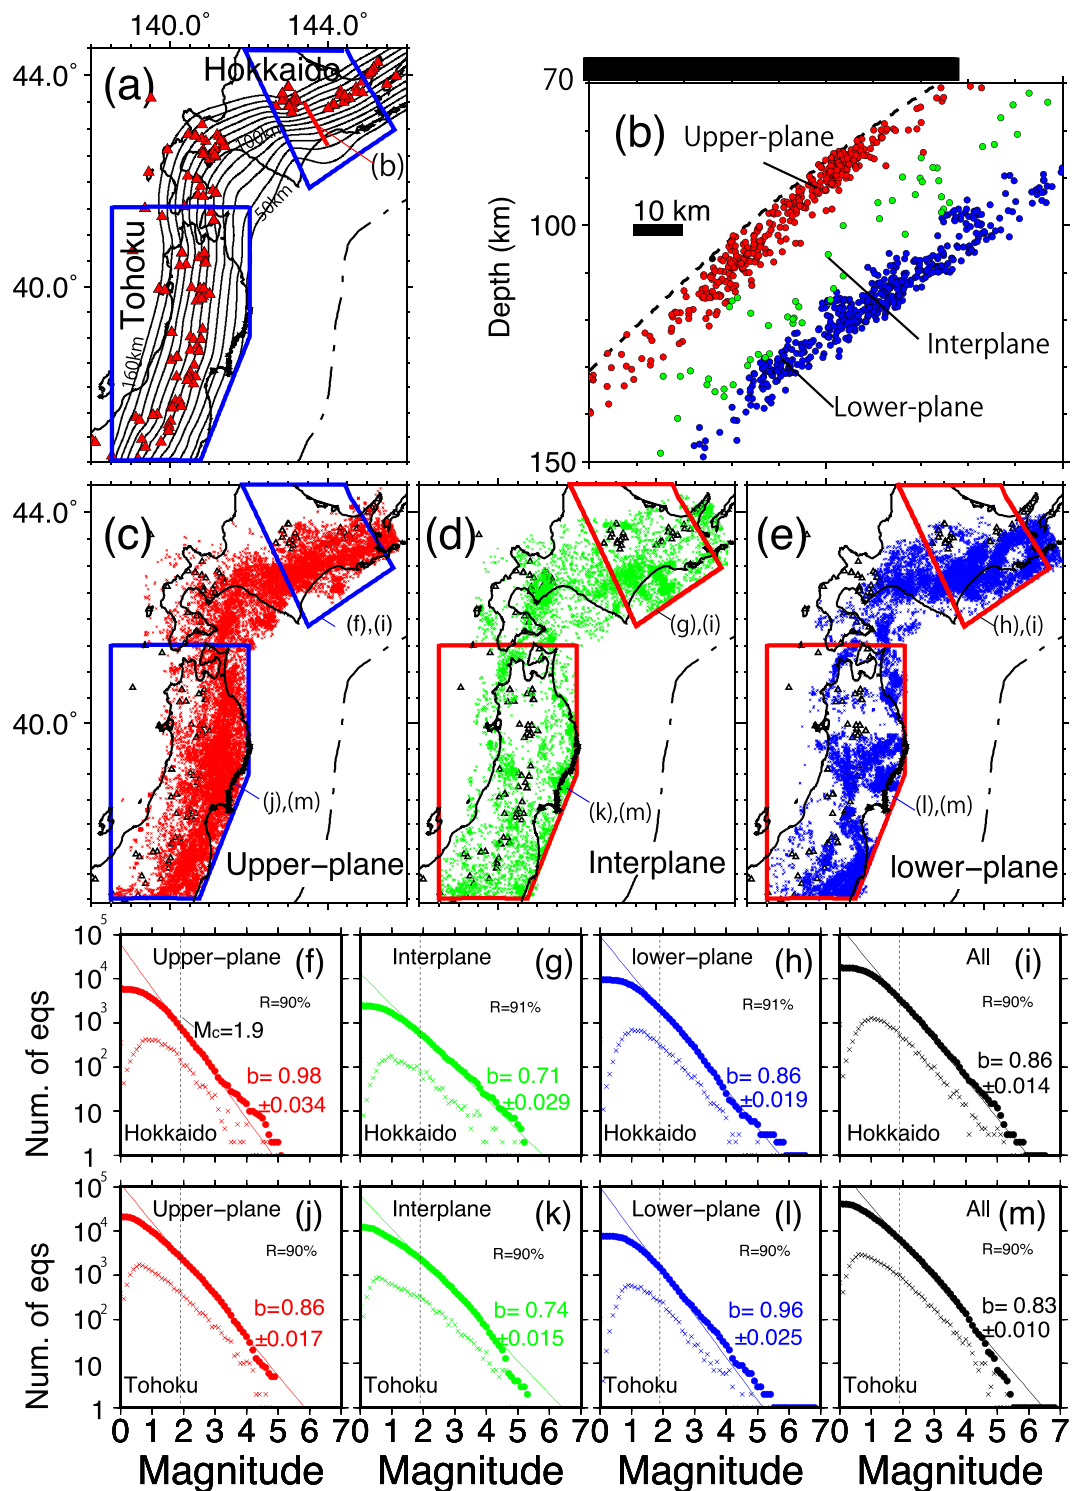 140.0° 144.0°
44.0°
40.0°
(a)
Hokkaido
100km
(b)
50km
Tohoku
160km
70
100
150
Depth (km)
(b)
Upper-plane
10 km
Interplane
Lower-plane
44.0°
40.0°
(c)
(f),(i)
(j),(m)
Upper-plane
(d)
(g),(i)
(k),(m)
Interplane
(e)
(h),(i)
(l),(m)
lower-plane
Num. of eqs
10⁵
10⁴
10³
10²
10
1
Upper-plane (f)
R=90%
Mc=1.9
b= 0.98
±0.034
Hokkaido
Interplane (g)
R=91%
b= 0.71
±0.029
Hokkaido
lower-plane (h)
R=91%
b= 0.86
±0.019
Hokkaido
All (i)
R=90%
b= 0.86
±0.014
Hokkaido
Num. of eqs
10⁵
10⁴
10³
10²
10
1
Upper-plane (j)
R=90%
b= 0.86
±0.017
Tohoku
Interplane (k)
R=90%
b= 0.74
±0.015
Tohoku
Lower-plane (l)
R=90%
b= 0.96
±0.025
Tohoku
All (m)
R=90%
b= 0.83
±0.010
Tohoku
0 1 2 3 4 5 6 7 0 1 2 3 4 5 6 7 0 1 2 3 4 5 6 7 0 1 2 3 4 5 6 7
Magnitude Magnitude Magnitude Magnitude